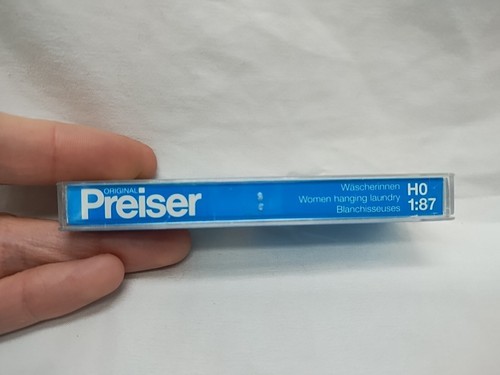 ORIGINAL
Preiser
Wäscherinnen
Women hanging laundry
Blanchisseuses
H0
1:87